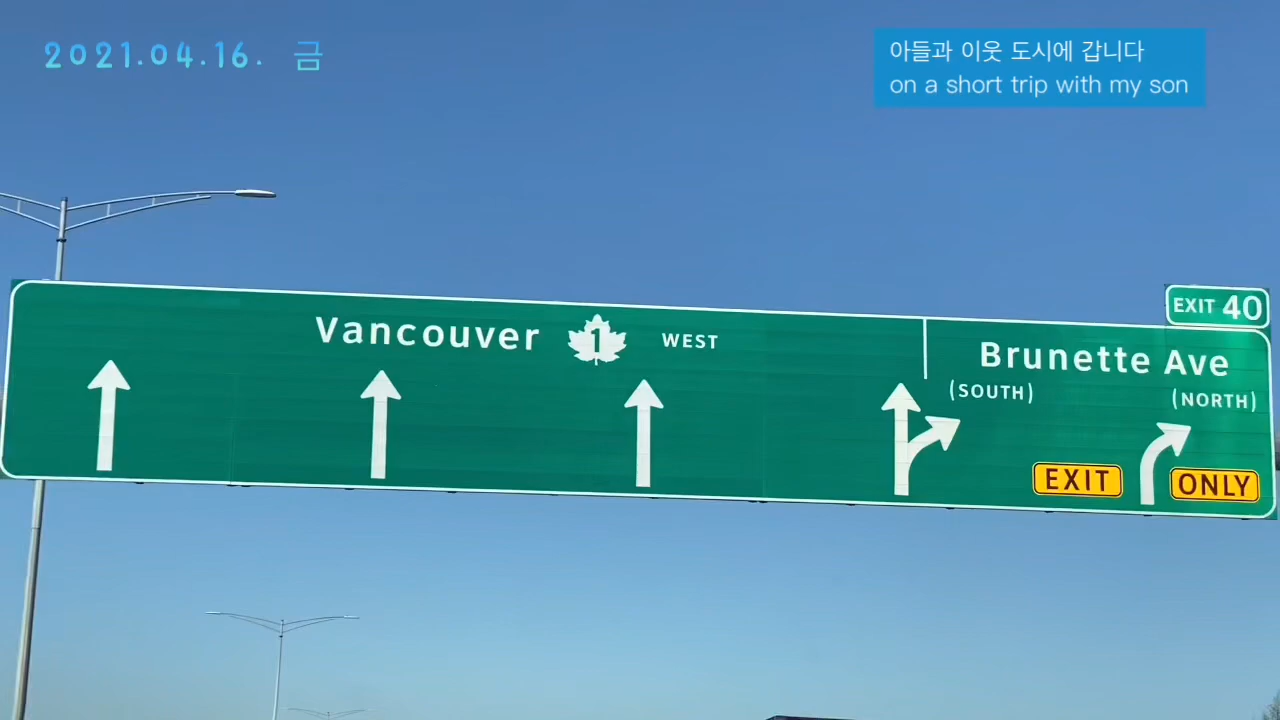 2021.04.16. 금
아들과 이웃 도시에 갑니다
on a short trip with my son
EXIT 40
Vancouver 1 WEST
Brunette Ave
(SOUTH) (NORTH)
EXIT ONLY